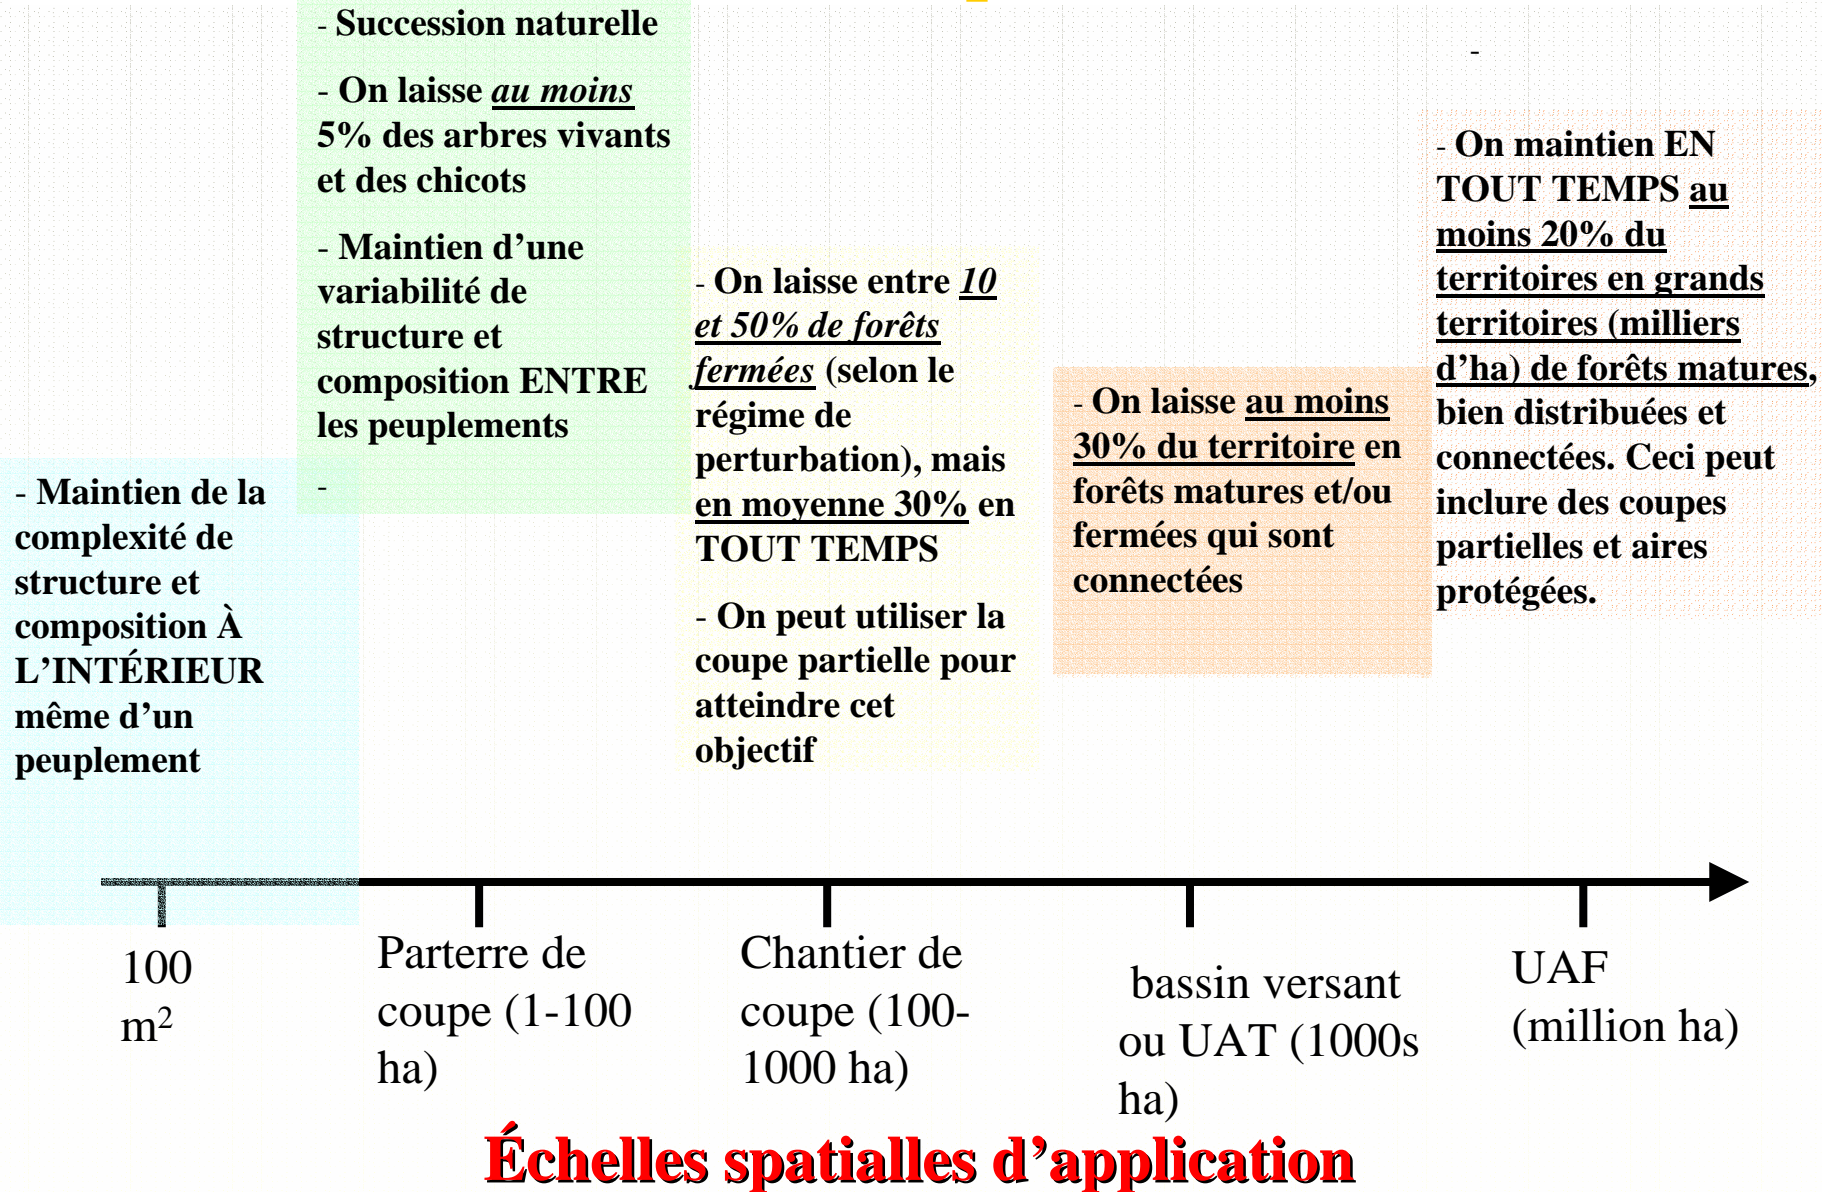 - Succession naturelle
- On laisse au moins
5% des arbres vivants
et des chicots
- Maintien d’une
variabilité de
structure et
composition ENTRE
les peuplements
-
- Maintien de la
complexité de
structure et
composition À
L’INTÉRIEUR
même d’un
peuplement
- On laisse entre 10
et 50% de forêts
fermées (selon le
régime de
perturbation), mais
en moyenne 30% en
TOUT TEMPS
- On peut utiliser la
coupe partielle pour
atteindre cet
objectif
- On laisse au moins
30% du territoire en
forêts matures et/ou
fermées qui sont
connectées
-
- On maintien EN
TOUT TEMPS au
moins 20% du
territoires en grands
territoires (milliers
d’ha) de forêts matures,
bien distribuées et
connectées. Ceci peut
inclure des coupes
partielles et aires
protégées.
100
m²
Parterre de
coupe (1-100
ha)
Chantier de
coupe (100-
1000 ha)
bassin versant
ou UAT (1000s
ha)
UAF
(million ha)
Échelles spatialles d’application